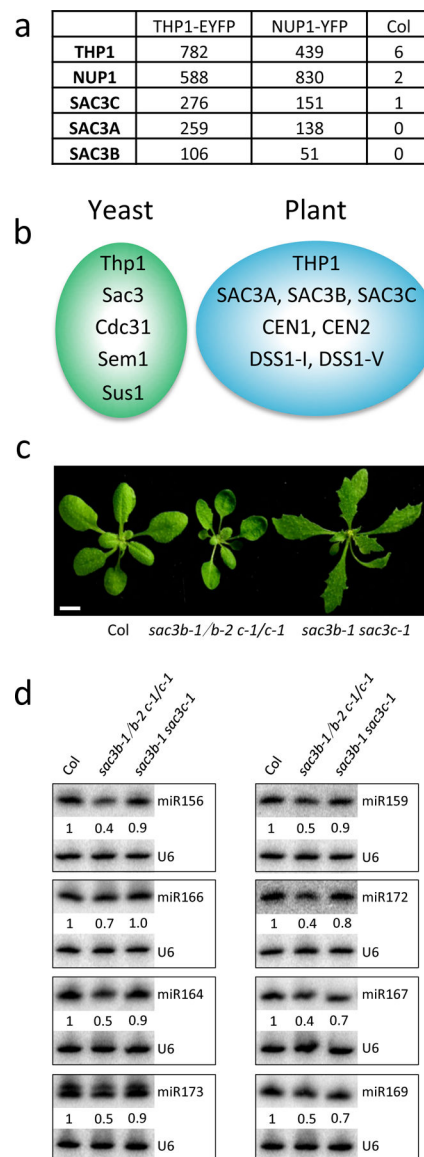 a
THP1-EYFP NUP1-YFP Col
THP1 782 439 6
NUP1 588 830 2
SAC3C 276 151 1
SAC3A 259 138 0
SAC3B 106 51 0
Yeast Plant
b
Thp1
Sac3
Cdc31
Sem1
Sus1
THP1
SAC3A, SAC3B, SAC3C
CEN1, CEN2
DSS1-I, DSS1-V
c
Col sac3b-1/b-2 c-1/c-1 sac3b-1 sac3c-1
d
Col sac3b-1/b-2 c-1/c-1 sac3b-1 sac3c-1
miR156
1 0.4 0.9
U6
miR166
1 0.7 1.0
U6
miR164
1 0.5 0.9
U6
miR173
1 0.5 0.9
U6
Col sac3b-1/b-2 c-1/c-1 sac3b-1 sac3c-1
miR159
1 0.5 0.9
U6
miR172
1 0.4 0.8
U6
miR167
1 0.4 0.7
U6
miR169
1 0.5 0.7
U6